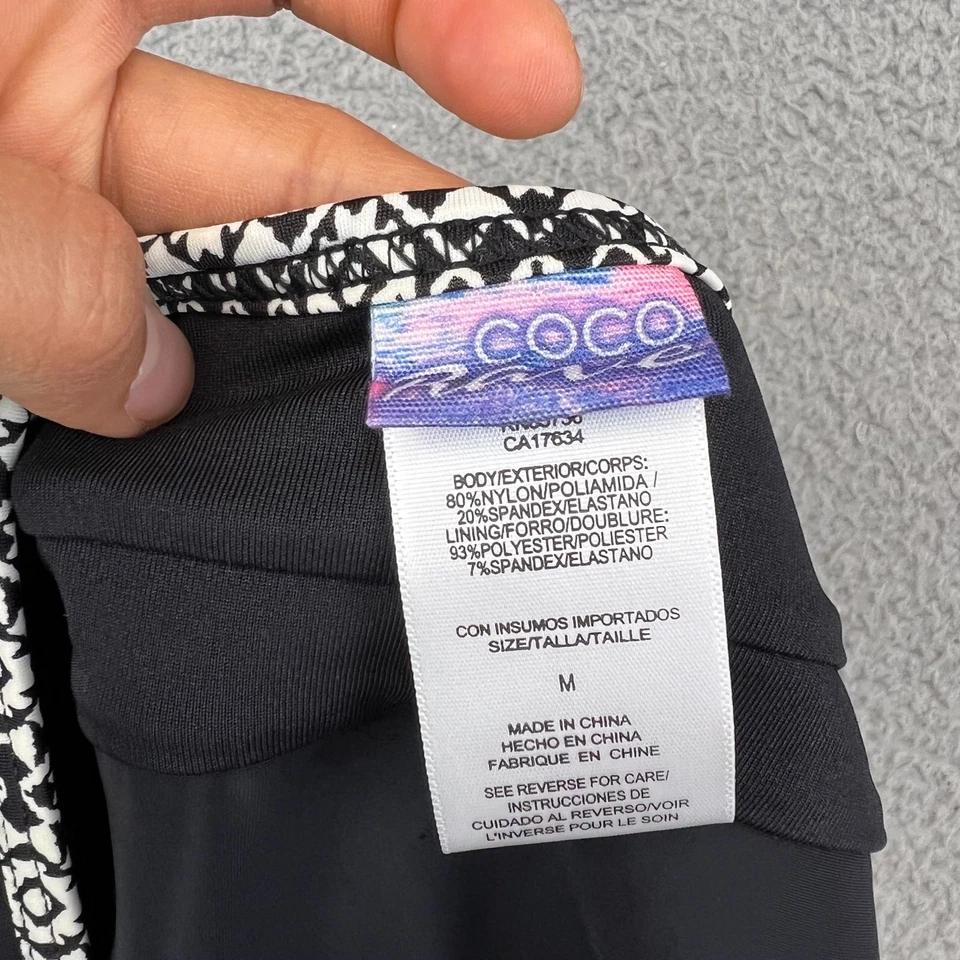 COCO
Rave
CA17634
BODY/EXTERIOR/CORPS:
80%NYLON/POLIAMIDA /
20%SPANDEX/ELASTANO
LINING/FORRO/DOUBLURE:
93%POLYESTER/POLIESTER
7%SPANDEX/ELASTANO
CON INSUMOS IMPORTADOS
SIZE/TALLA/TAILLE
M
MADE IN CHINA
HECHO EN CHINA
FABRIQUE EN CHINE
SEE REVERSE FOR CARE/
INSTRUCCIONES DE
CUIDADO AL REVERSO/VOIR
L'INVERSE POUR LE SOIN